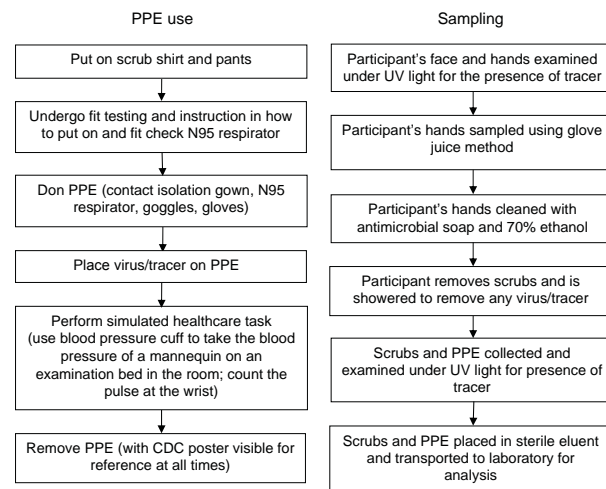 PPE use
Put on scrub shirt and pants
Undergo fit testing and instruction in how
to put on and fit check N95 respirator
Don PPE (contact isolation gown, N95
respirator, goggles, gloves)
Place virus/tracer on PPE
Perform simulated healthcare task
(use blood pressure cuff to take the blood
pressure of a mannequin on an
examination bed in the room; count the
pulse at the wrist)
Remove PPE (with CDC poster visible for
reference at all times)
Sampling
Participant's face and hands examined
under UV light for the presence of tracer
Participant's hands sampled using glove
juice method
Participant's hands cleaned with
antimicrobial soap and 70% ethanol
Participant removes scrubs and is
showered to remove any virus/tracer
Scrubs and PPE collected and
examined under UV light for presence of
tracer
Scrubs and PPE placed in sterile eluent
and transported to laboratory for
analysis